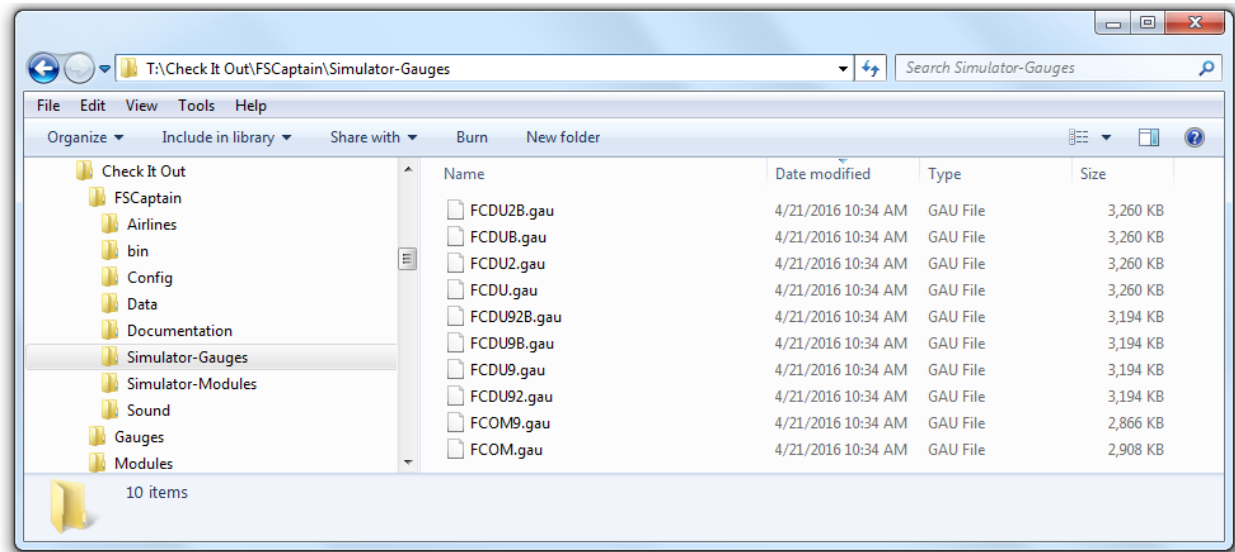 T:\Check It Out\FSCaptain\Simulator-Gauges
Search Simulator-Gauges
File Edit View Tools Help
Organize Include in library Share with Burn New folder
Check It Out
FSCaptain
Airlines
bin
Config
Data
Documentation
Simulator-Gauges
Simulator-Modules
Sound
Gauges
Modules
Name Date modified Type Size
FCDU2B.gau 4/21/2016 10:34 AM GAU File 3,260 KB
FCDUB.gau 4/21/2016 10:34 AM GAU File 3,260 KB
FCDU2.gau 4/21/2016 10:34 AM GAU File 3,260 KB
FCDU.gau 4/21/2016 10:34 AM GAU File 3,260 KB
FCDU92B.gau 4/21/2016 10:34 AM GAU File 3,194 KB
FCDU9B.gau 4/21/2016 10:34 AM GAU File 3,194 KB
FCDU9.gau 4/21/2016 10:34 AM GAU File 3,194 KB
FCDU92.gau 4/21/2016 10:34 AM GAU File 3,194 KB
FCOM9.gau 4/21/2016 10:34 AM GAU File 2,866 KB
FCOM.gau 4/21/2016 10:34 AM GAU File 2,908 KB
10 items